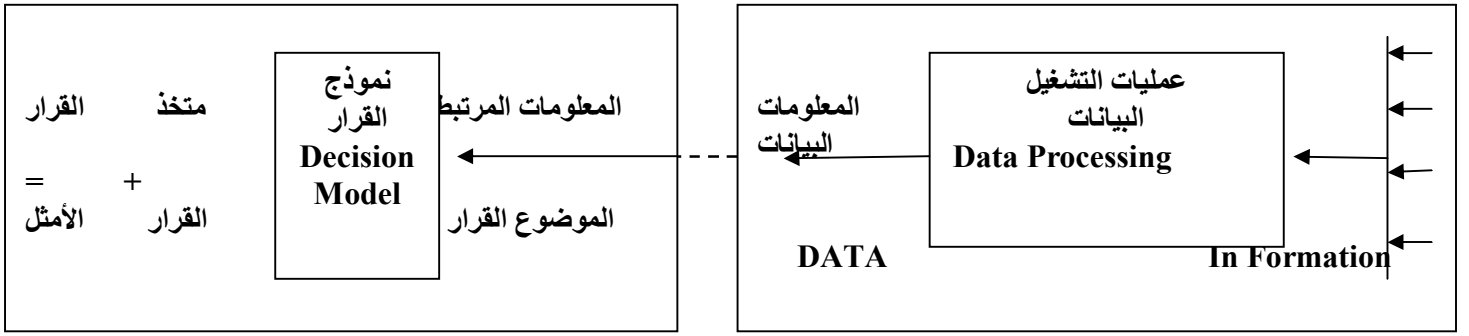 عمليات التشغيل
البيانات
Data Processing
In Formation
المعلومات
البيانات
DATA
المعلومات المرتبط
الموضوع القرار
نموذج
القرار
Decision
Model
متخذ القرار
+ =
القرار الأمثل